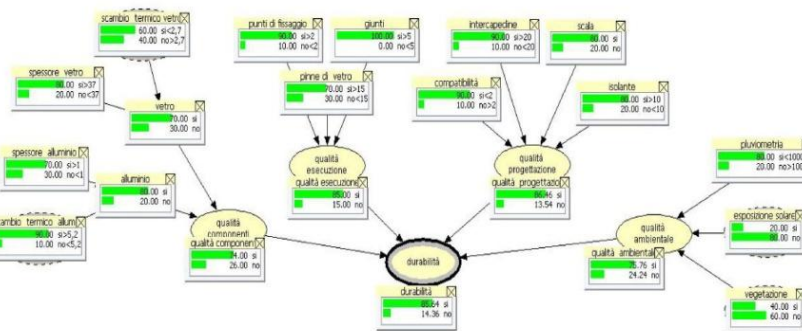 scambio termico vetro
60.00 si<2,7
40.00 no>2,7
punti di fissaggio
90.00 si>2
10.00 no<2
giunti
100.00 si>5
0.00 no<5
intercapedine
90.00 si>20
10.00 no<20
scala
80.00 si
20.00 no
spessore vetro
80.00 si>37
20.00 no<37
pinne di vetro
70.00 si>15
30.00 no<15
compatibilità
90.00 si<2
10.00 no>2
isolante
80.00 si>10
20.00 no<10
vetro
70.00 si
30.00 no
pluviometria
80.00 si<1000
20.00 no>100
spessore alluminio
70.00 si>1
30.00 no<1
alluminio
80.00 si
20.00 no
qualità
esecuzione
qualità esecuzione
85.00 si
15.00 no
qualità
progettazione
qualità progettazio
86.46 si
13.54 no
cambio termico allum
90.00 si>5,2
10.00 no<5,2
qualità
componenti
qualità component
74.00 si
26.00 no
esposizione solare
20.00 si
80.00 no
qualità
ambientale
qualità ambiental
75.76 si
24.24 no
durabilità
durabilità
85.64 si
14.36 no
vegetazione
40.00 si
60.00 no